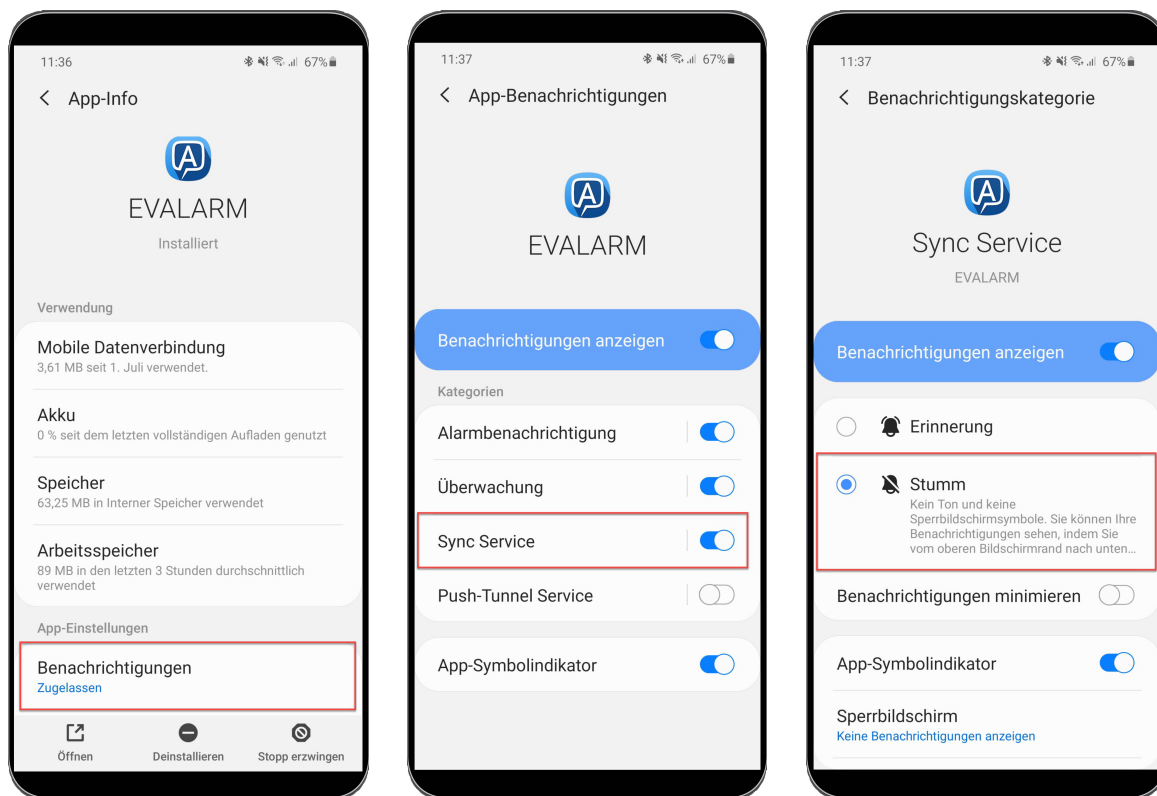 11:36
67%
App-Info
A
EVALARM
Installiert
Verwendung
Mobile Datenverbindung
3,61 MB seit 1. Juli verwendet.
Akku
0 % seit dem letzten vollständigen Aufladen genutzt
Speicher
63,25 MB in Interner Speicher verwendet
Arbeitsspeicher
89 MB in den letzten 3 Stunden durchschnittlich
verwendet
App-Einstellungen
Benachrichtigungen
Zugelassen
Öffnen
Deinstallieren
Stopp erzwingen
11:37
67%
App-Benachrichtigungen
A
EVALARM
Benachrichtigungen anzeigen
Kategorien
Alarmbenachrichtigung
Überwachung
Sync Service
Push-Tunnel Service
App-Symbolindikator
11:37
67%
Benachrichtigungskategorie
A
Sync Service
EVALARM
Benachrichtigungen anzeigen
Erinnerung
Stumm
Kein Ton und keine
Sperrbildschirmsymbole. Sie können Ihre
Benachrichtigungen sehen, indem Sie
vom oberen Bildschirmrand nach unten...
Benachrichtigungen minimieren
App-Symbolindikator
Sperrbildschirm
Keine Benachrichtigungen anzeigen